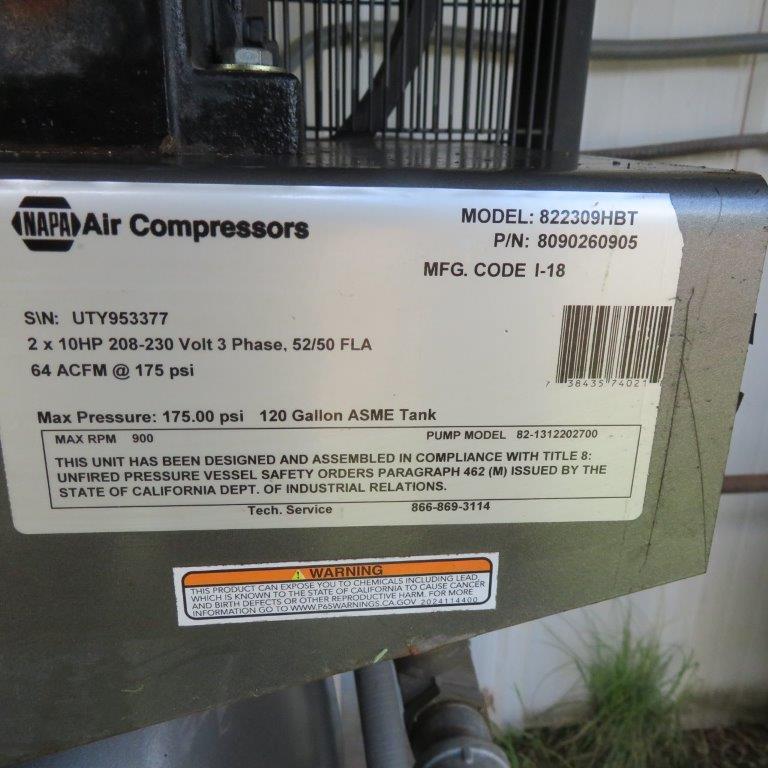 NAPA Air Compressors
MODEL: 822309HBT
P/N: 8090260905
MFG. CODE I-18
S\N: UTY953377
2 x 10HP 208-230 Volt 3 Phase, 52/50 FLA
64 ACFM @ 175 psi
7 38435 74021
Max Pressure: 175.00 psi 120 Gallon ASME Tank
MAX RPM 900 PUMP MODEL 82-1312202700
THIS UNIT HAS BEEN DESIGNED AND ASSEMBLED IN COMPLIANCE WITH TITLE 8:
UNFIRED PRESSURE VESSEL SAFETY ORDERS PARAGRAPH 462 (M) ISSUED BY THE
STATE OF CALIFORNIA DEPT. OF INDUSTRIAL RELATIONS.
Tech. Service 866-869-3114
WARNING
THIS PRODUCT CAN EXPOSE YOU TO CHEMICALS INCLUDING LEAD,
WHICH IS KNOWN TO THE STATE OF CALIFORNIA TO CAUSE CANCER
AND BIRTH DEFECTS OR OTHER REPRODUCTIVE HARM. FOR MORE
INFORMATION GO TO WWW.P65WARNINGS.CA.GOV 2024114400